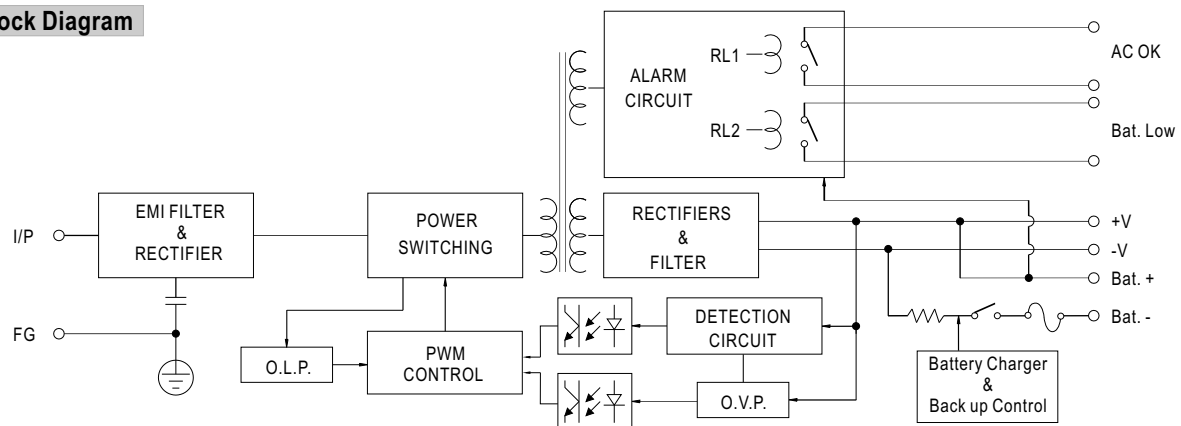 ock Diagram
RL1
AC OK
ALARM
CIRCUIT
RL2
Bat. Low
I/P
EMI FILTER
&
RECTIFIER
POWER
SWITCHING
RECTIFIERS
&
FILTER
+V
-V
Bat. +
Bat. -
FG
O.L.P.
PWM
CONTROL
DETECTION
CIRCUIT
O.V.P.
Battery Charger
&
Back up Control